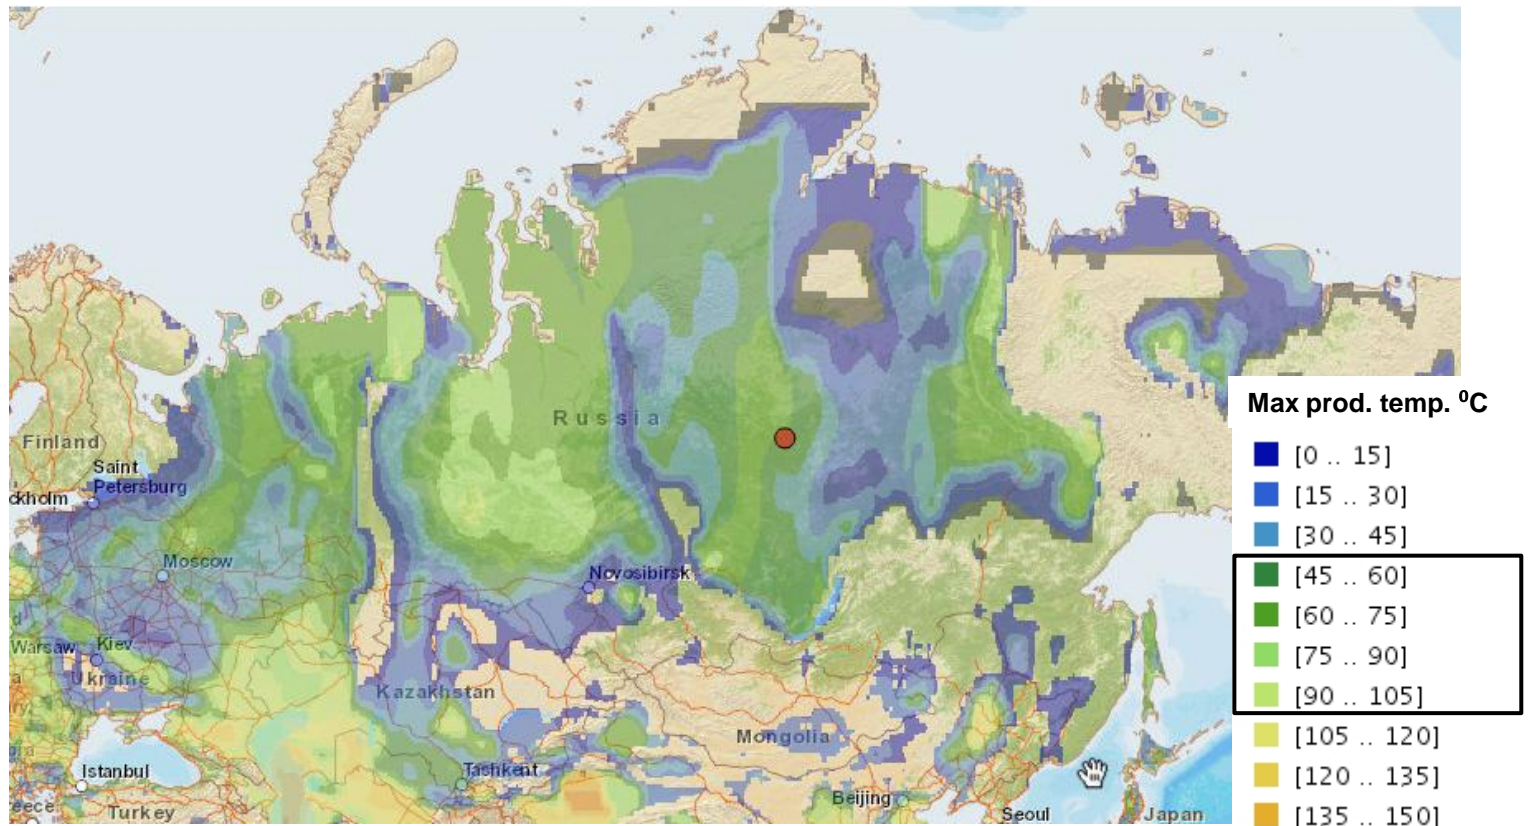 Russia
Finland
Saint
Petersburg
ckholm
Moscow
Novosibirsk
Warsaw
Kiev
Ukraine
Kazakhstan
Mongolia
Istanbul
Tashkent
eece
Turkey
Beijing
Seoul
Japan
Max prod. temp. ⁰C
[0 .. 15]
[15 .. 30]
[30 .. 45]
[45 .. 60]
[60 .. 75]
[75 .. 90]
[90 .. 105]
[105 .. 120]
[120 .. 135]
[135 .. 150]